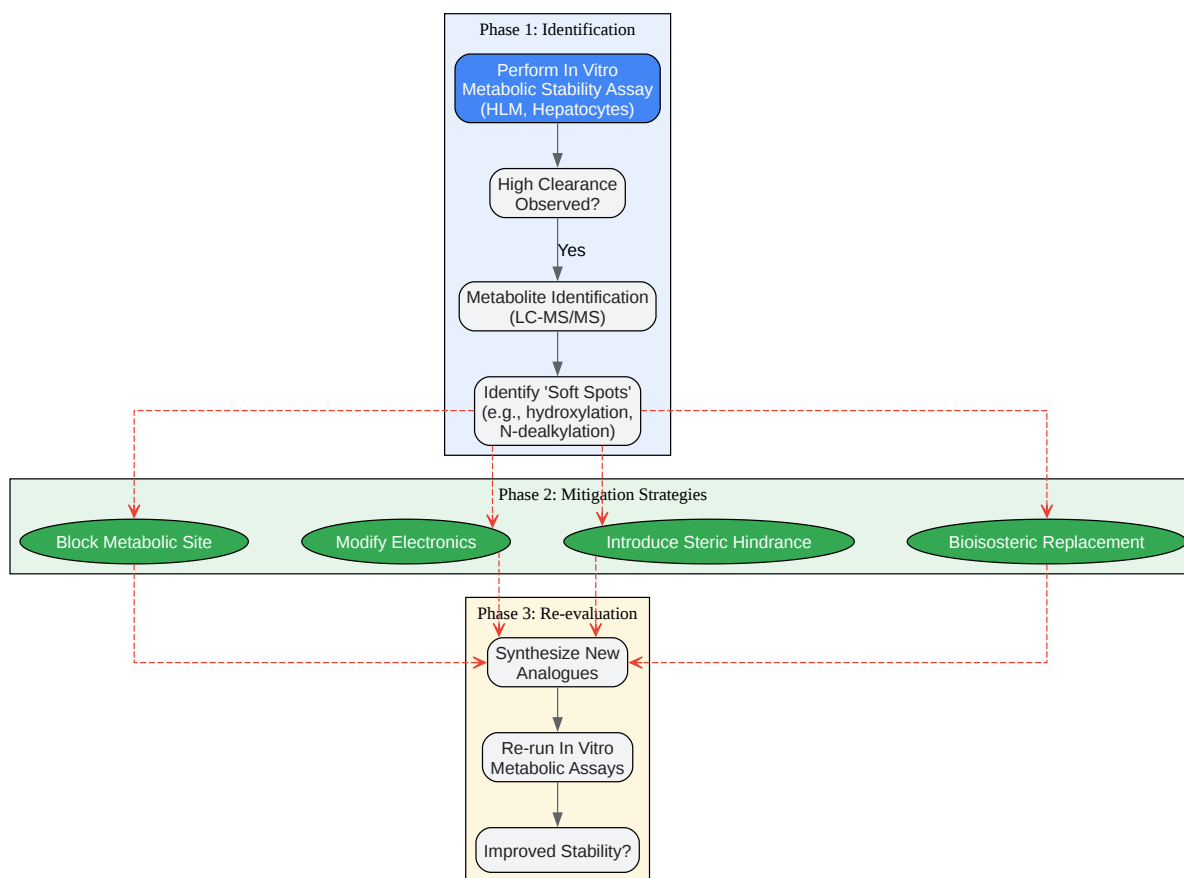 Phase 1: Identification
Perform In Vitro
Metabolic Stability Assay
(HLM, Hepatocytes)
High Clearance
Observed?
Yes
Metabolite Identification
(LC-MS/MS)
Identify 'Soft Spots'
(e.g., hydroxylation,
N-dealkylation)
Phase 2: Mitigation Strategies
Block Metabolic Site
Modify Electronics
Introduce Steric Hindrance
Bioisosteric Replacement
Phase 3: Re-evaluation
Synthesize New
Analogues
Re-run In Vitro
Metabolic Assays
Improved Stability?